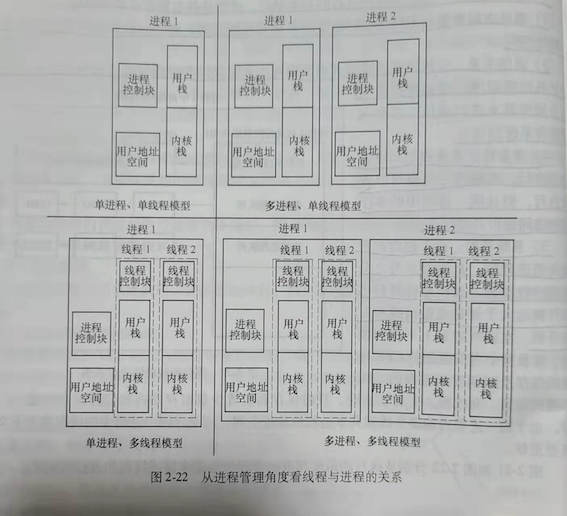 进程 1
进程
控制块
用户
栈
用户地址
空间
内核
栈
单进程、单线程模型
进程 1
进程
控制块
用户
栈
用户地址
空间
内核
栈
进程 2
进程
控制块
用户
栈
用户地址
空间
内核
栈
多进程、单线程模型
进程 1
线程 1 线程 2
线程
控制块
线程
控制块
进程
控制块
用户
栈
用户
栈
用户地址
空间
内核
栈
内核
栈
单进程、多线程模型
进程 1
线程 1 线程 2
线程
控制块
线程
控制块
进程
控制块
用户
栈
用户
栈
用户地址
空间
内核
栈
内核
栈
进程 2
线程 1 线程 2
线程
控制块
线程
控制块
进程
控制块
用户
栈
用户
栈
用户地址
空间
内核
栈
内核
栈
多进程、多线程模型
图 2-22 从进程管理角度看线程与进程的关系